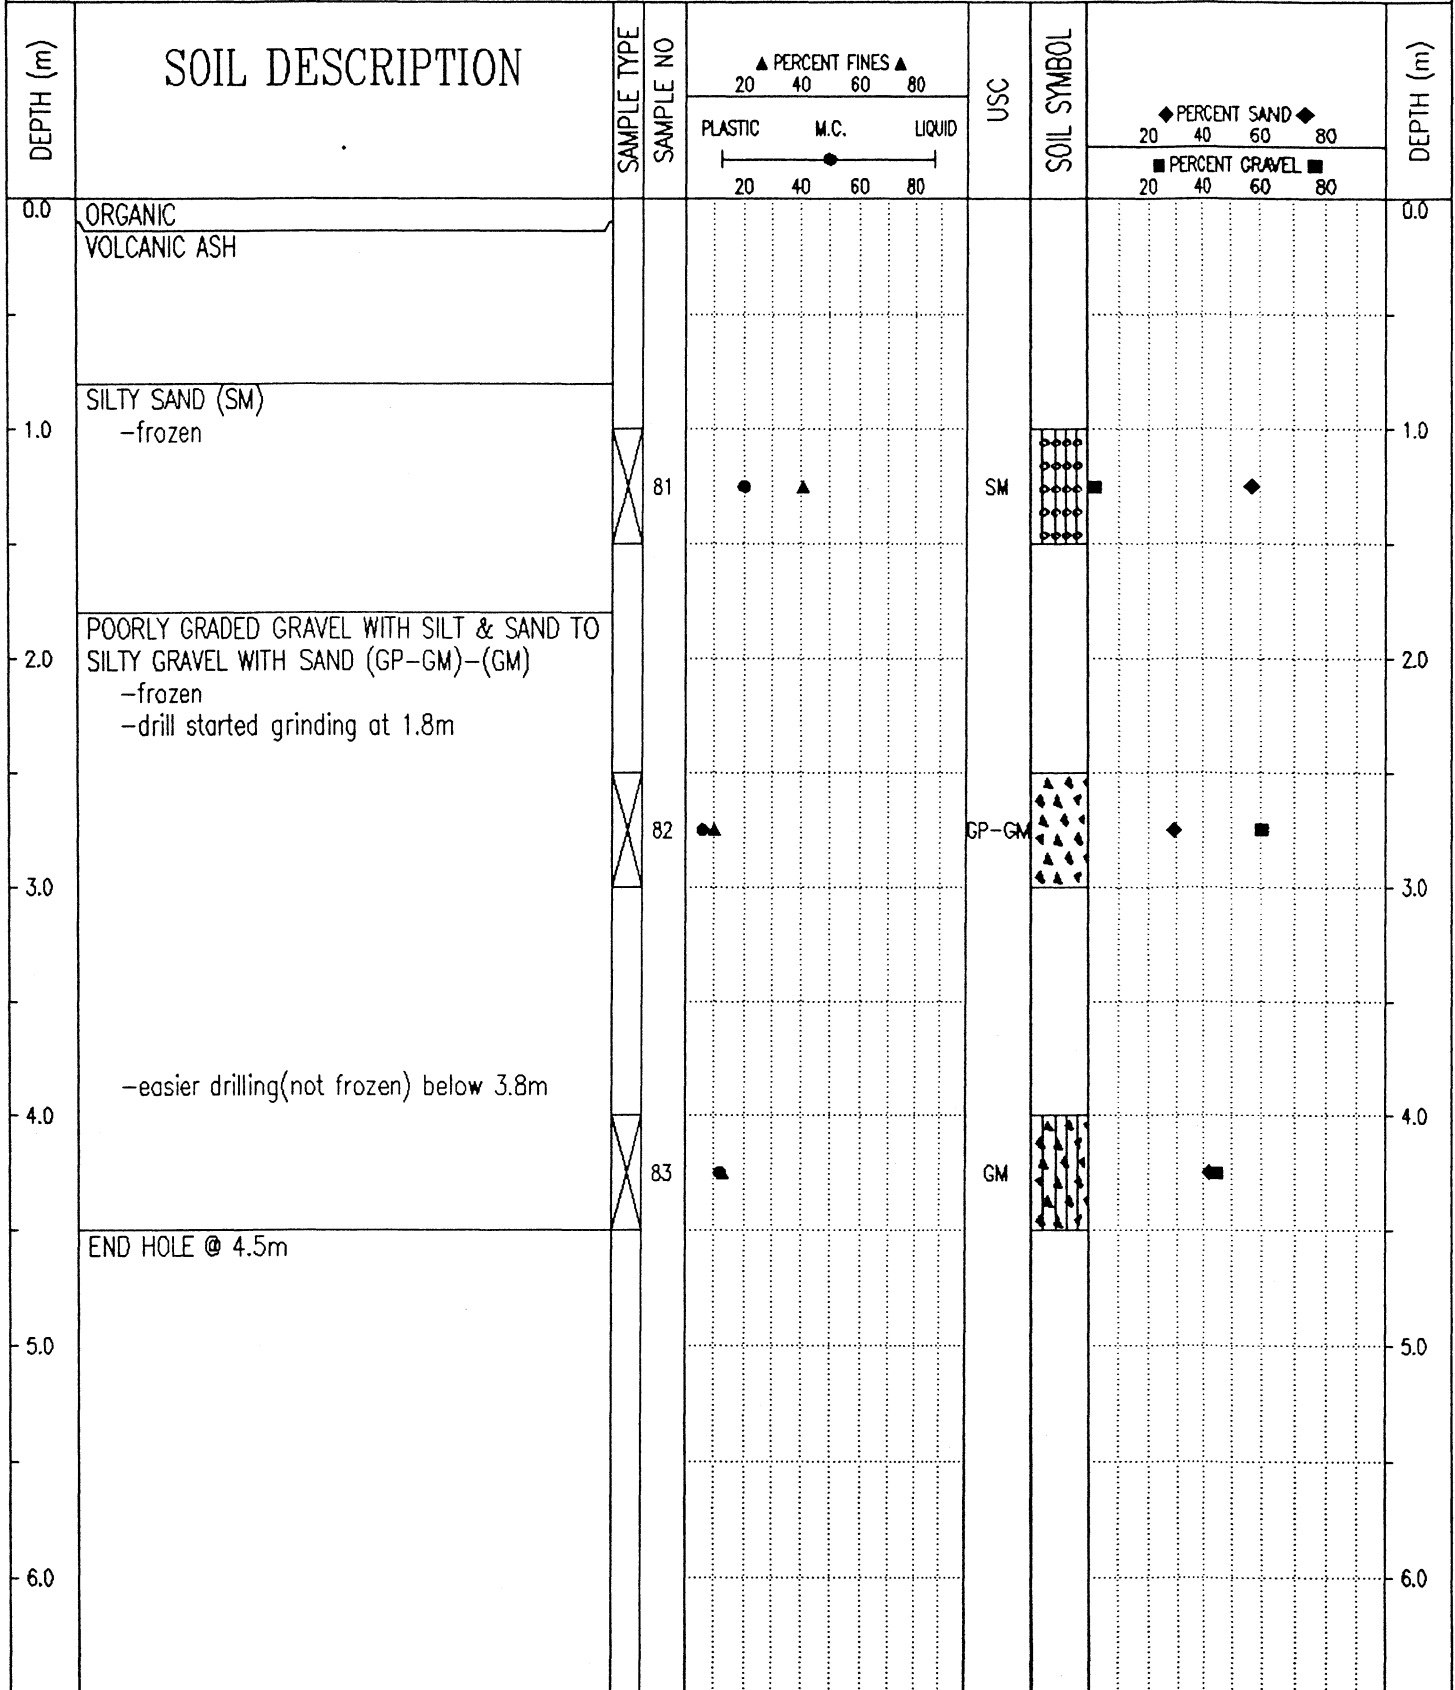 DEPTH (m)
SOIL DESCRIPTION
SAMPLE TYPE
SAMPLE NO
▲ PERCENT FINES ▲
20 40 60 80
PLASTIC M.C. LIQUID
20 40 60 80
USC
SOIL SYMBOL
◆ PERCENT SAND ◆
20 40 60 80
■ PERCENT GRAVEL ■
20 40 60 80
DEPTH (m)
0.0 ORGANIC 0.0
VOLCANIC ASH
SILTY SAND (SM)
1.0 -frozen 1.0
81 SM
POORLY GRADED GRAVEL WITH SILT & SAND TO
2.0 SILTY GRAVEL WITH SAND (GP-GM)-(GM) 2.0
-frozen
-drill started grinding at 1.8m
82 GP-GM
3.0 3.0
-easier drilling(not frozen) below 3.8m
4.0 4.0
83 GM
END HOLE @ 4.5m
5.0 5.0
6.0 6.0